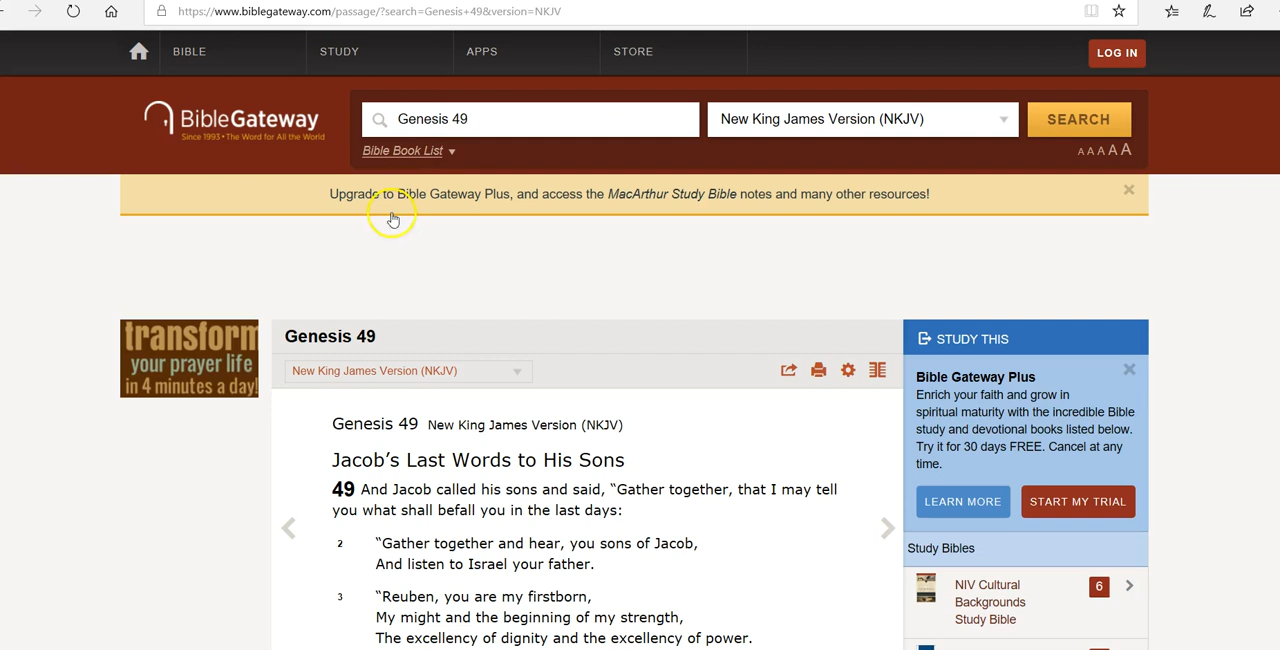 https://www.biblegateway.com/passage/?search=Genesis+49&version=NKJV
BIBLE
STUDY
APPS
STORE
LOG IN
BibleGateway
Since 1993 • The Word for All the World
Genesis 49
New King James Version (NKJV)
SEARCH
Bible Book List
A A A A A
Upgrade to Bible Gateway Plus, and access the MacArthur Study Bible notes and many other resources!
transform
your prayer life
in 4 minutes a day!
Genesis 49
New King James Version (NKJV)
Genesis 49 New King James Version (NKJV)
Jacob’s Last Words to His Sons
49 And Jacob called his sons and said, “Gather together, that I may tell
you what shall befall you in the last days:
2 “Gather together and hear, you sons of Jacob,
And listen to Israel your father.
3 “Reuben, you are my firstborn,
My might and the beginning of my strength,
The excellency of dignity and the excellency of power.
STUDY THIS
Bible Gateway Plus
Enrich your faith and grow in
spiritual maturity with the incredible Bible
study and devotional books listed below.
Try it for 30 days FREE. Cancel at any
time.
LEARN MORE
START MY TRIAL
Study Bibles
NIV Cultural
Backgrounds
Study Bible
6